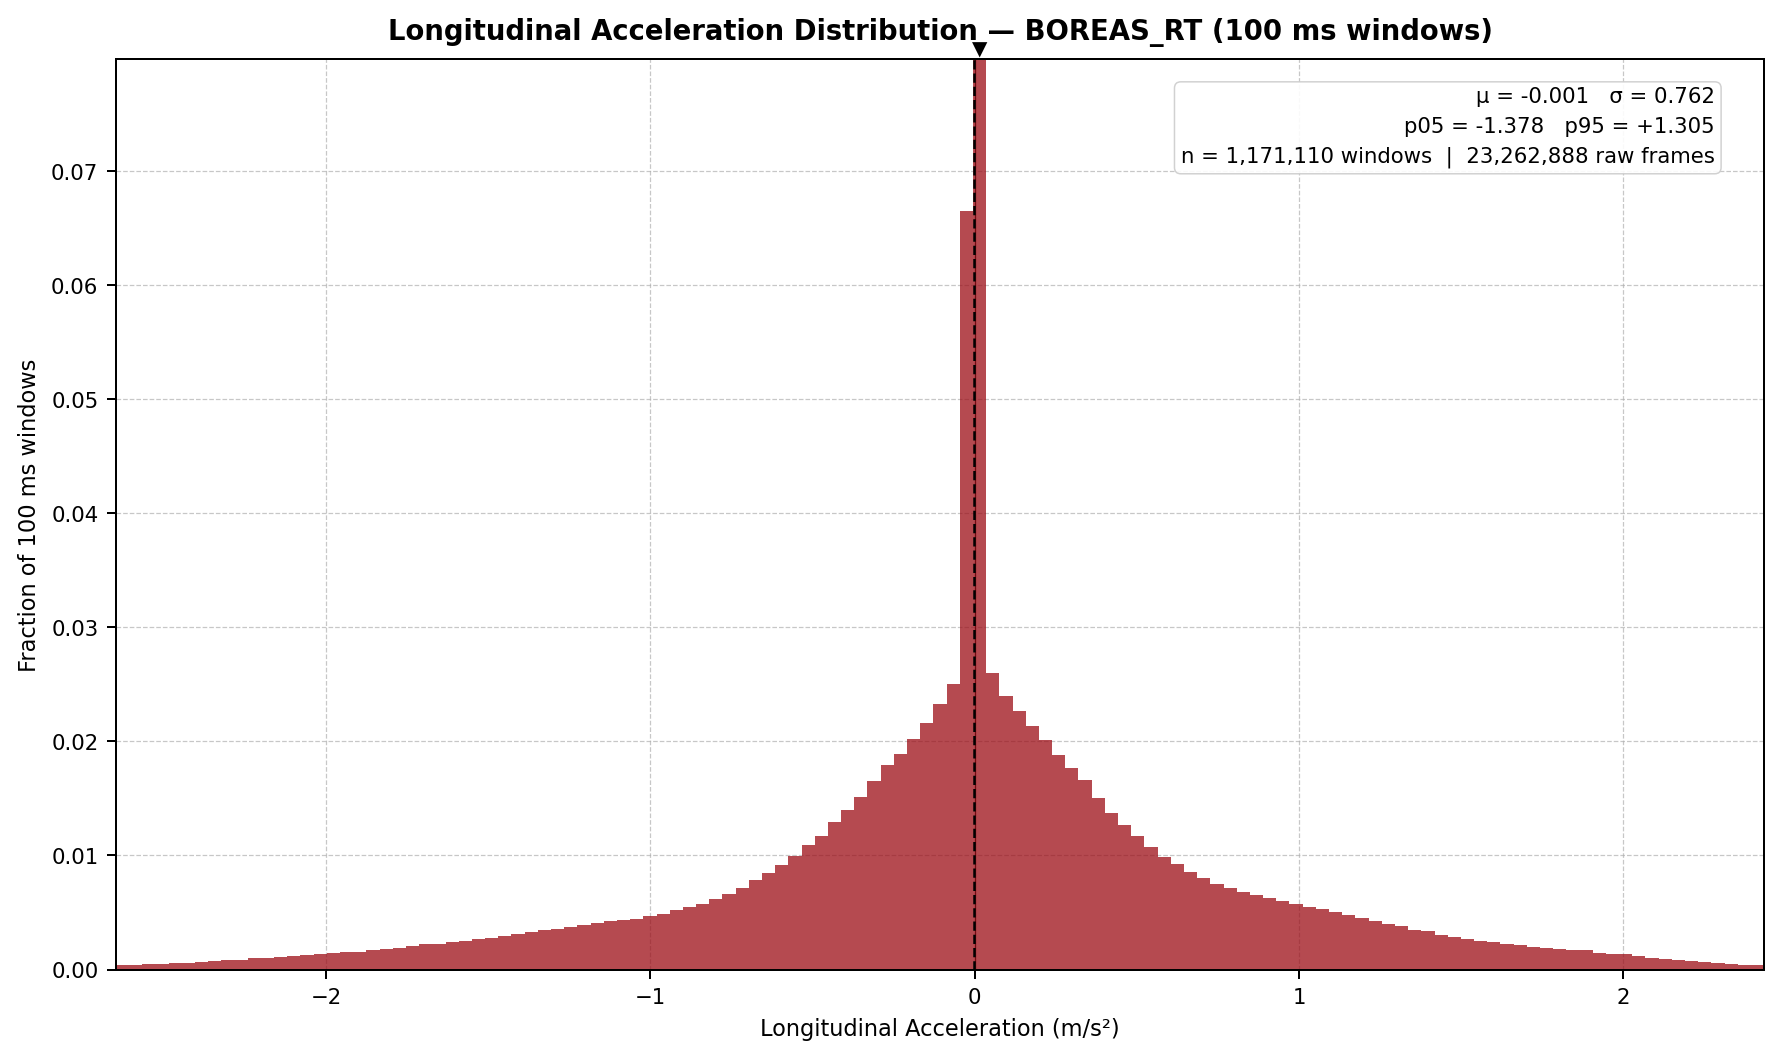 Longitudinal Acceleration Distribution — BOREAS_RT (100 ms windows)
μ = -0.001   σ = 0.762
p05 = -1.378   p95 = +1.305
n = 1,171,110 windows  |  23,262,888 raw frames
Fraction of 100 ms windows
0.07
0.06
0.05
0.04
0.03
0.02
0.01
0.00
−2
−1
0
1
2
Longitudinal Acceleration (m/s²)